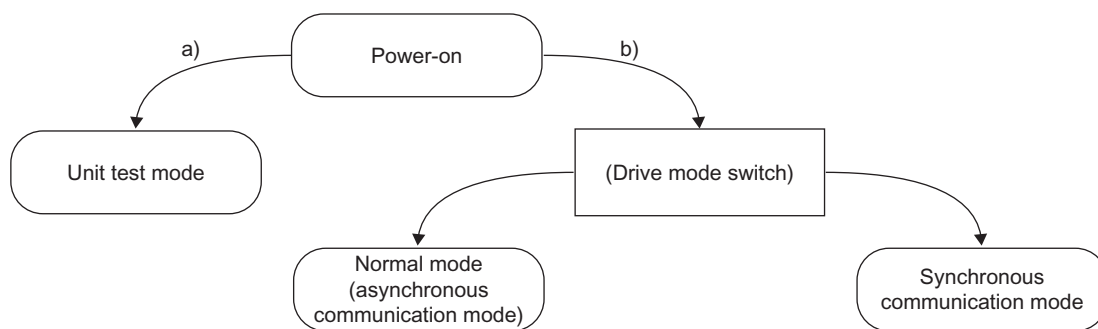 a)
Power-on
b)
Unit test mode
(Drive mode switch)
Normal mode
(asynchronous
communication mode)
Synchronous
communication mode